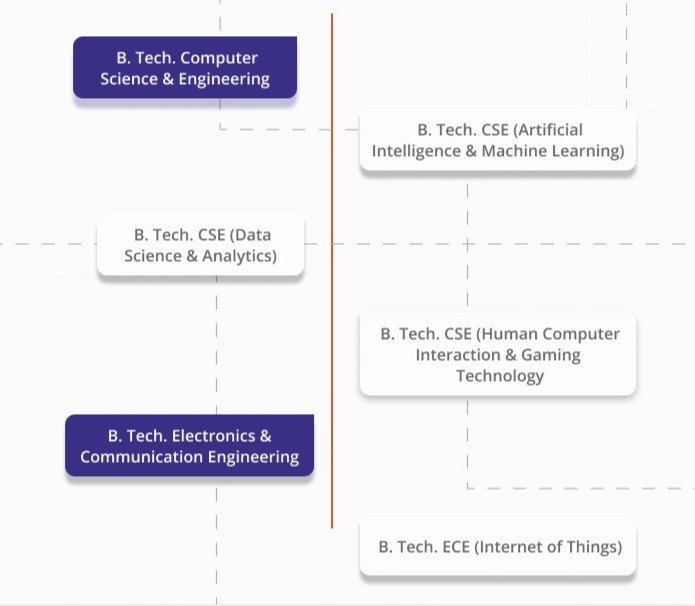 B. Tech. Computer
Science & Engineering
B. Tech. CSE (Artificial
Intelligence & Machine Learning)
B. Tech. CSE (Data
Science & Analytics)
B. Tech. CSE (Human Computer
Interaction & Gaming
Technology
B. Tech. Electronics &
Communication Engineering
B. Tech. ECE (Internet of Things)